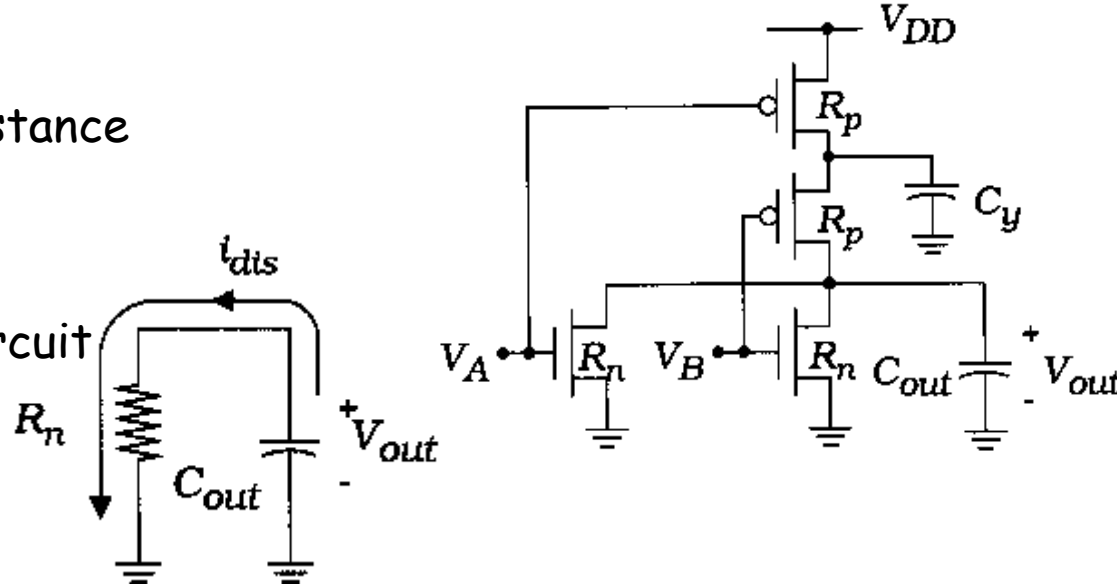 V_DD
stance
R_p
C_y
R_p
i_dis
rcuit
V_A R_n V_B R_n C_out + V_out -
R_n C_out + V_out -